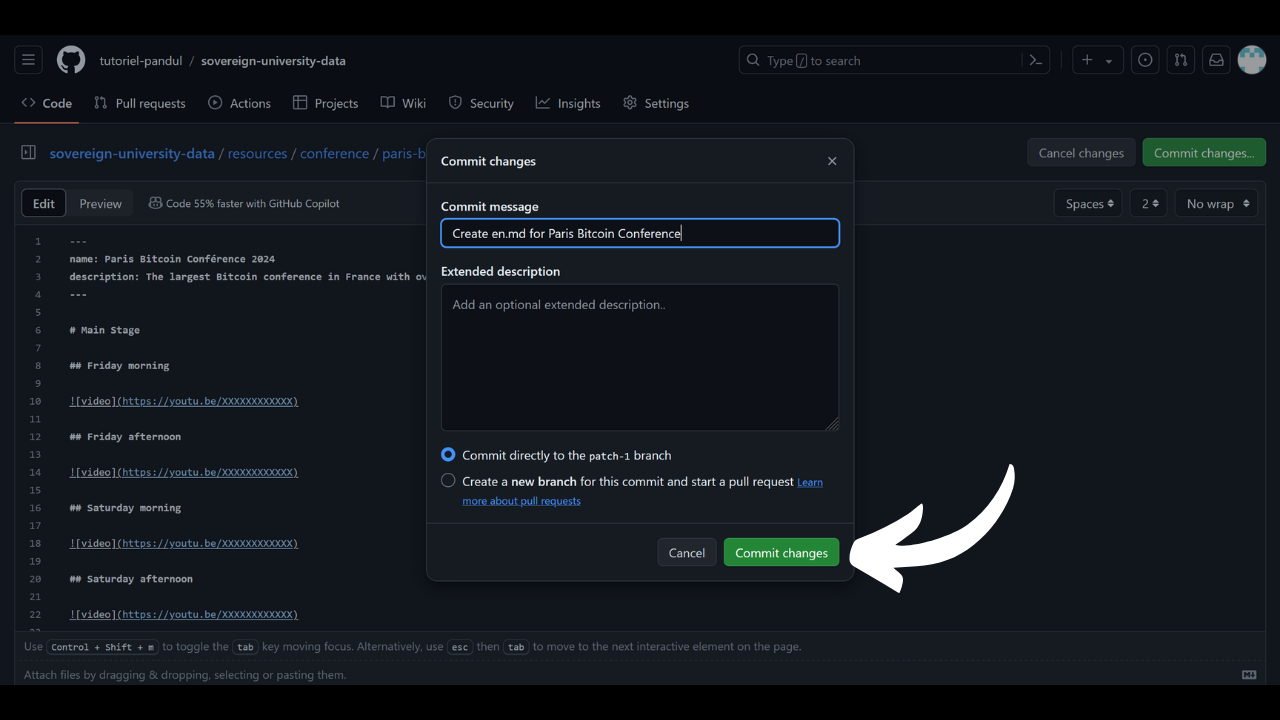 tutoriel-pandul / sovereign-university-data
Type / to search
Code
Pull requests
Actions
Projects
Wiki
Security
Insights
Settings
sovereign-university-data / resources / conference / paris-b
Cancel changes
Commit changes...
Edit
Preview
Code 55% faster with GitHub Copilot
Spaces
2
No wrap
1 ---
2 name: Paris Bitcoin Conférence 2024
3 description: The largest Bitcoin conference in France with ov
4 ---
5
6 # Main Stage
7
8 ## Friday morning
9
10 ![video](https://youtu.be/XXXXXXXXXXXX)
11
12 ## Friday afternoon
13
14 ![video](https://youtu.be/XXXXXXXXXXXX)
15
16 ## Saturday morning
17
18 ![video](https://youtu.be/XXXXXXXXXXXX)
19
20 ## Saturday afternoon
21
22 ![video](https://youtu.be/XXXXXXXXXXXX)
Commit changes
Commit message
Create en.md for Paris Bitcoin Conference
Extended description
Add an optional extended description..
Commit directly to the patch-1 branch
Create a new branch for this commit and start a pull request Learn
more about pull requests
Cancel
Commit changes
Use Control + Shift + m to toggle the tab key moving focus. Alternatively, use esc then tab to move to the next interactive element on the page.
Attach files by dragging & dropping, selecting or pasting them.